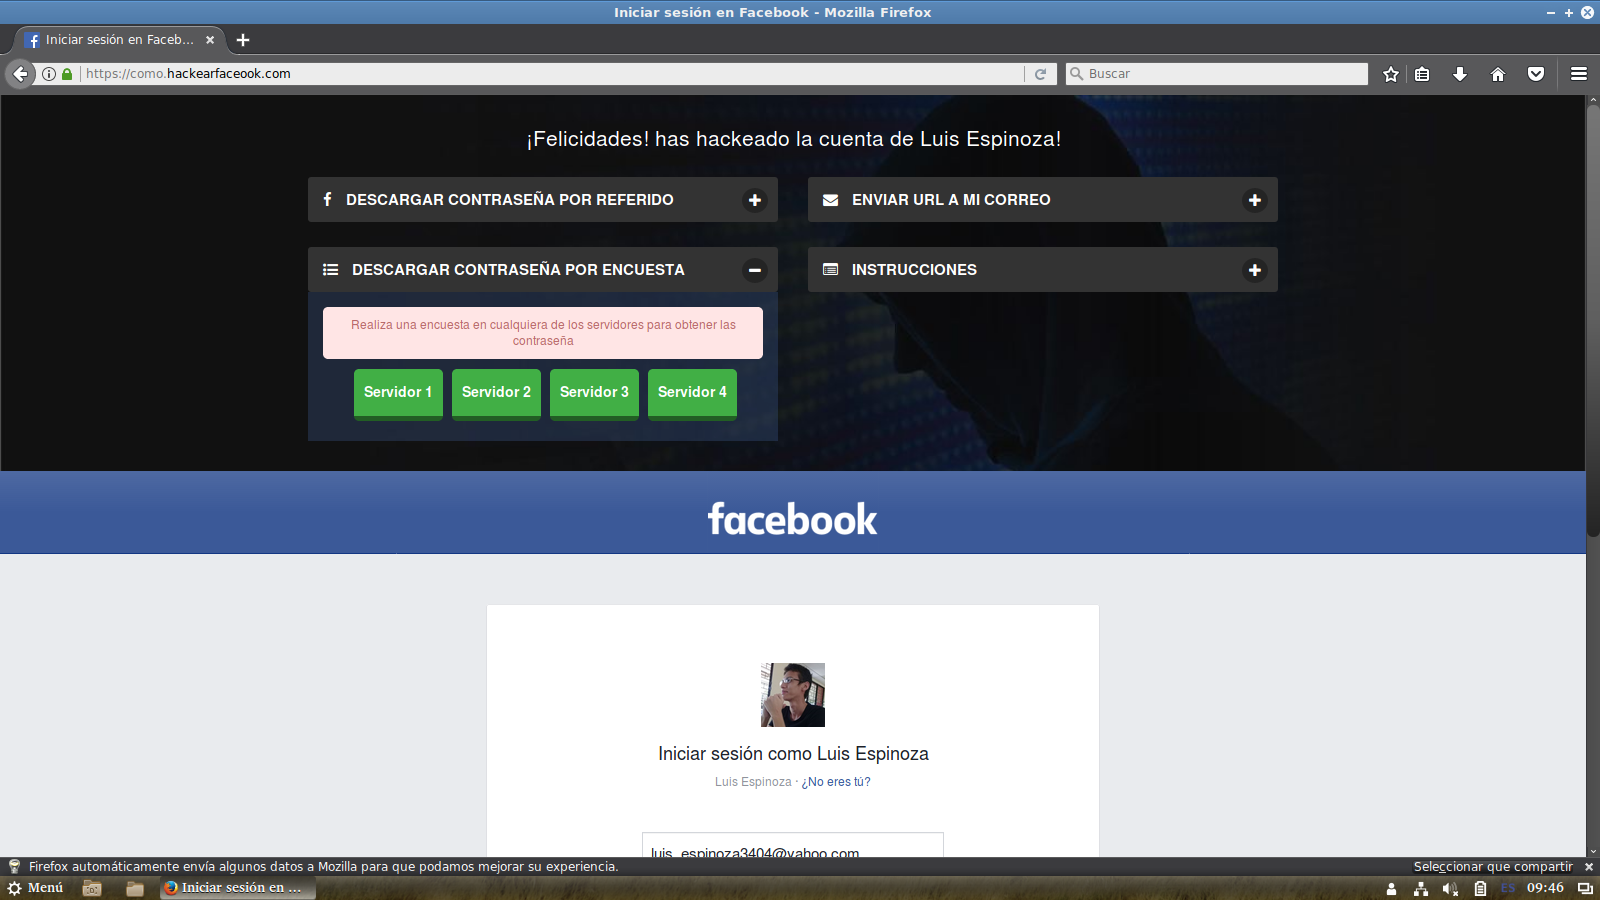 Iniciar sesión en Facebook - Mozilla Firefox
Iniciar sesión en Faceb...
https://como.hackearfaceook.com
Buscar
¡Felicidades! has hackeado la cuenta de Luis Espinoza!
DESCARGAR CONTRASEÑA POR REFERIDO
ENVIAR URL A MI CORREO
DESCARGAR CONTRASEÑA POR ENCUESTA
INSTRUCCIONES
Realiza una encuesta en cualquiera de los servidores para obtener las
contraseña
Servidor 1
Servidor 2
Servidor 3
Servidor 4
facebook
Iniciar sesión como Luis Espinoza
Luis Espinoza · ¿No eres tú?
luis_espinoza3404@yahoo.com
Firefox automáticamente envía algunos datos a Mozilla para que podamos mejorar su experiencia.
Seleccionar que compartir
Menú
Iniciar sesión en ...
ES
09:46